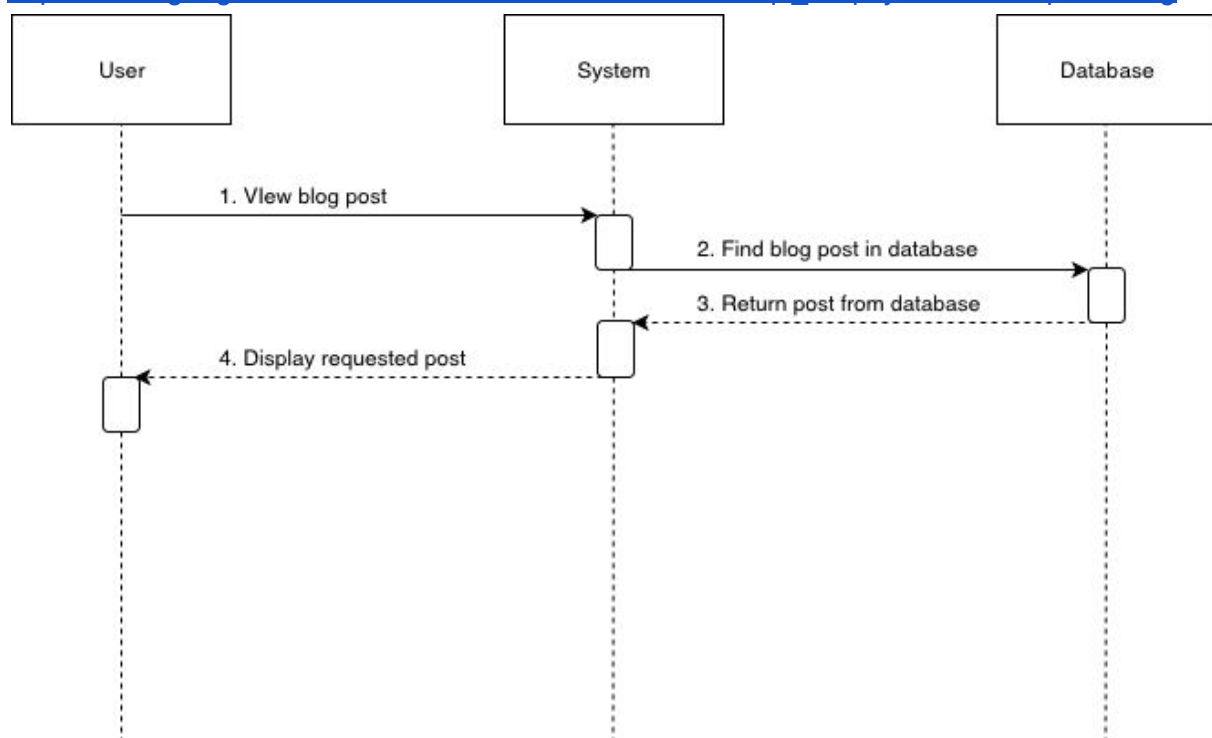 User
System
Database
1. VIew blog post
2. Find blog post in database
3. Return post from database
4. Display requested post